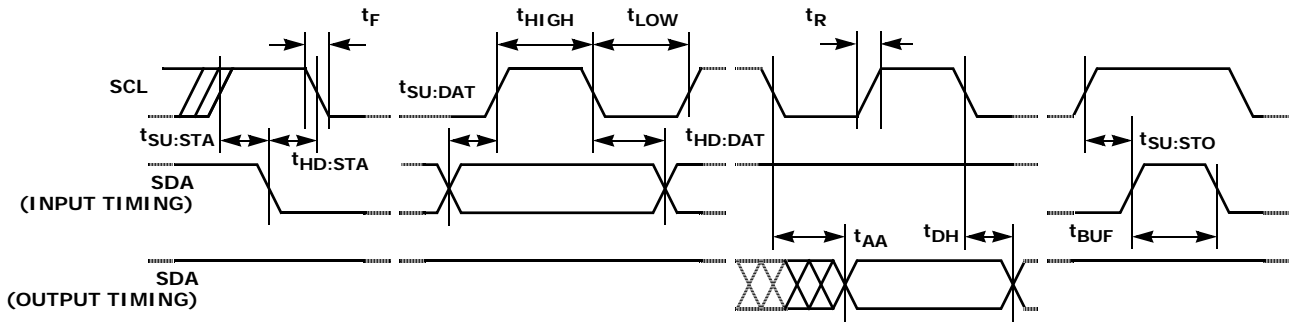 tF
tHIGH
tLOW
tR
SCL
tSU:DAT
tSU:STA
tHD:STA
tHD:DAT
tSU:STO
SDA
(INPUT TIMING)
tAA
tDH
tBUF
SDA
(OUTPUT TIMING)